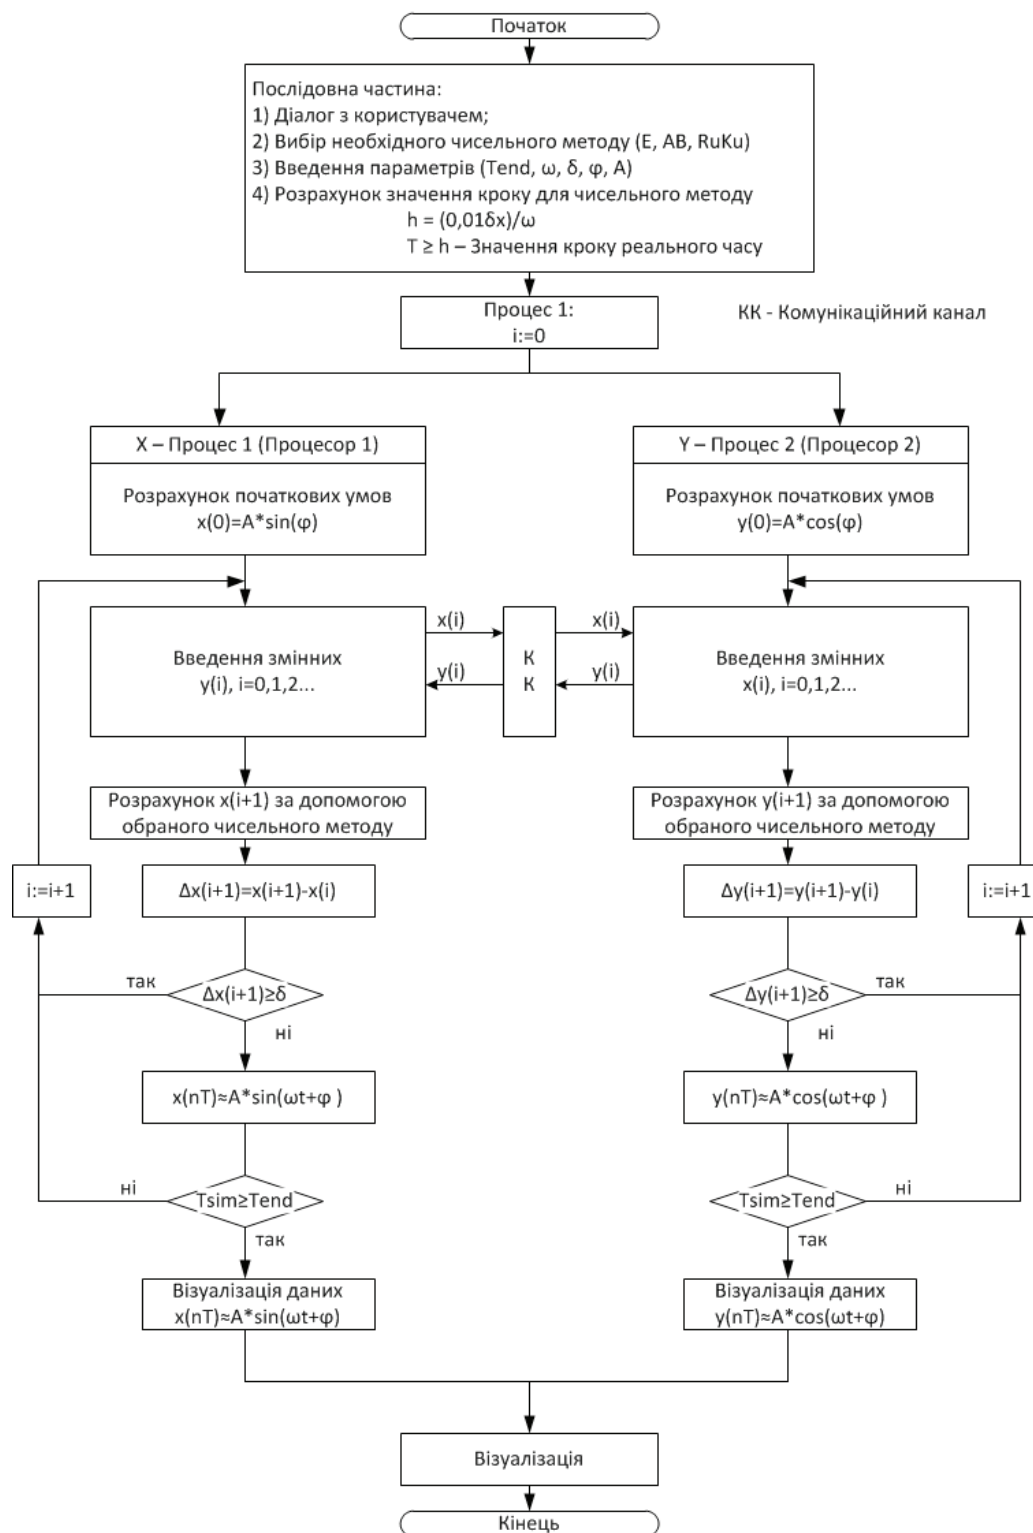 Початок
Послідовна частина:
1) Діалог з користувачем;
2) Вибір необхідного чисельного методу (E, AB, RuKu)
3) Введення параметрів (Tend, ω, δ, φ, A)
4) Розрахунок значення кроку для чисельного методу
h = (0,01δx)/ω
T ≥ h – Значення кроку реального часу
Процес 1:
i:=0
КК - Комунікаційний канал
X – Процес 1 (Процесор 1)
Розрахунок початкових умов
x(0)=A*sin(φ)
Y – Процес 2 (Процесор 2)
Розрахунок початкових умов
y(0)=A*cos(φ)
Введення змінних
y(i), i=0,1,2...
x(i)
y(i)
К
К
x(i)
y(i)
Введення змінних
x(i), i=0,1,2...
Розрахунок x(i+1) за допомогою
обраного чисельного методу
Розрахунок y(i+1) за допомогою
обраного чисельного методу
i:=i+1
Δx(i+1)=x(i+1)-x(i)
Δy(i+1)=y(i+1)-y(i)
i:=i+1
так
Δx(i+1)≥δ
ні
Δy(i+1)≥δ
так
ні
x(nT)≈A*sin(ωt+φ )
y(nT)≈A*cos(ωt+φ )
ні
Tsim≥Tend
так
Tsim≥Tend
ні
так
Візуалізація даних
x(nT)≈A*sin(ωt+φ)
Візуалізація даних
y(nT)≈A*cos(ωt+φ)
Візуалізація
Кінець